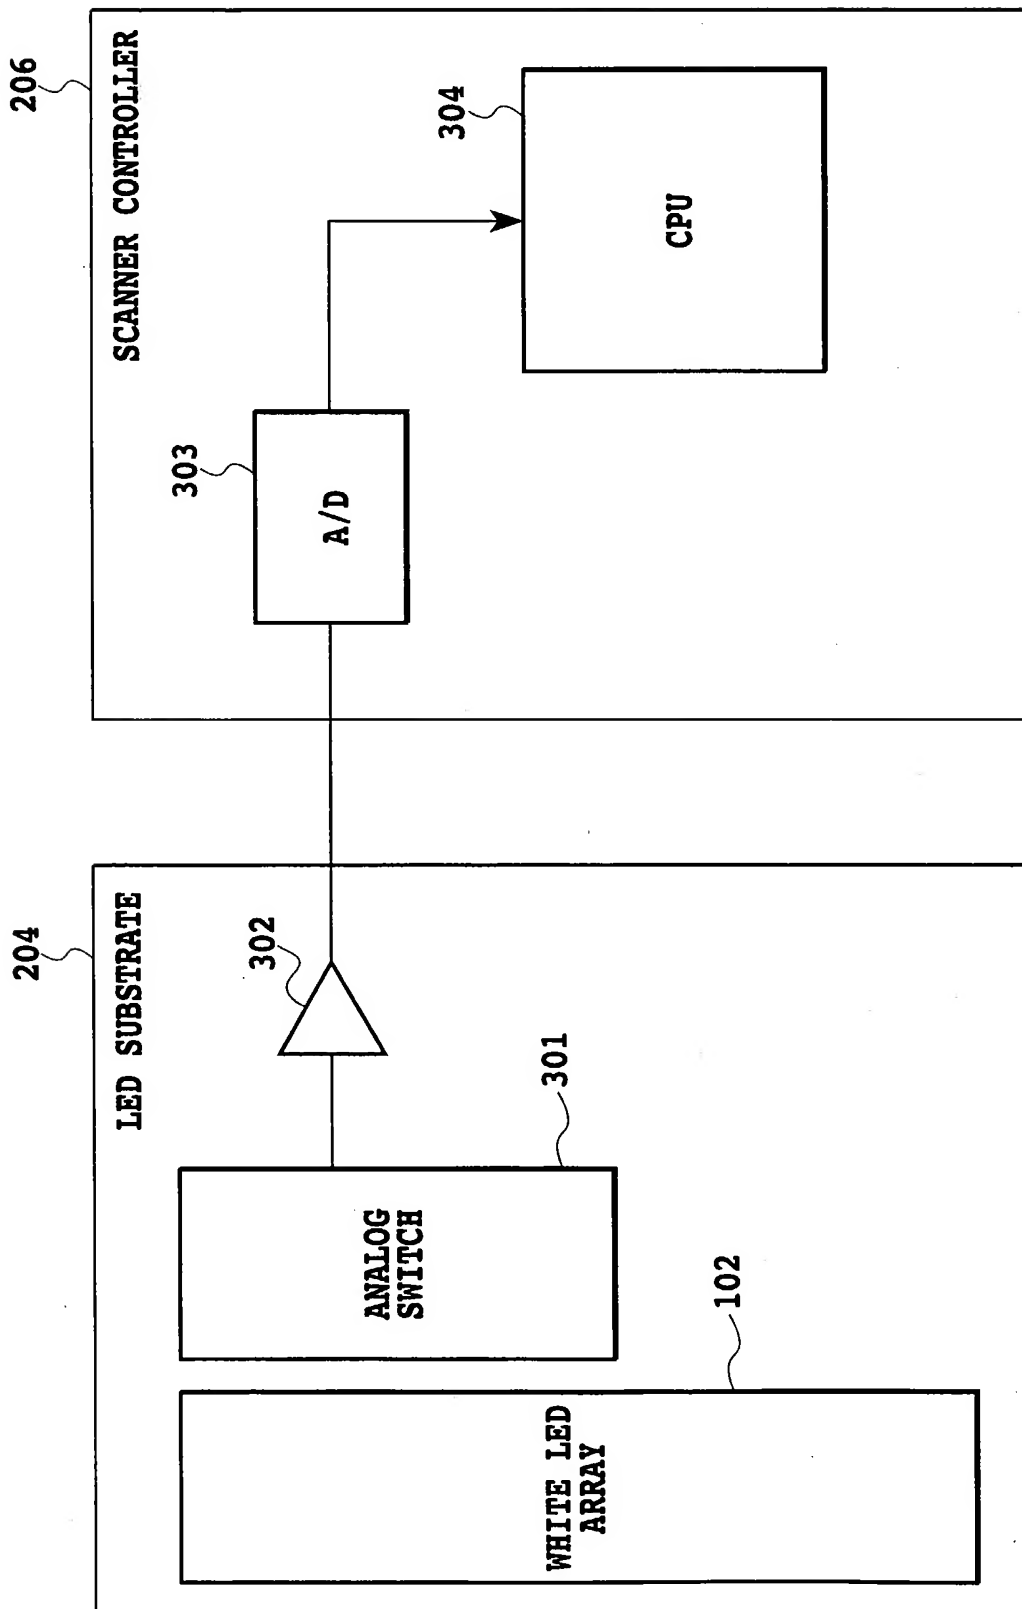 204
LED SUBSTRATE
WHITE LED
ARRAY
102
ANALOG
SWITCH
301
302
206
SCANNER CONTROLLER
303
A/D
304
CPU